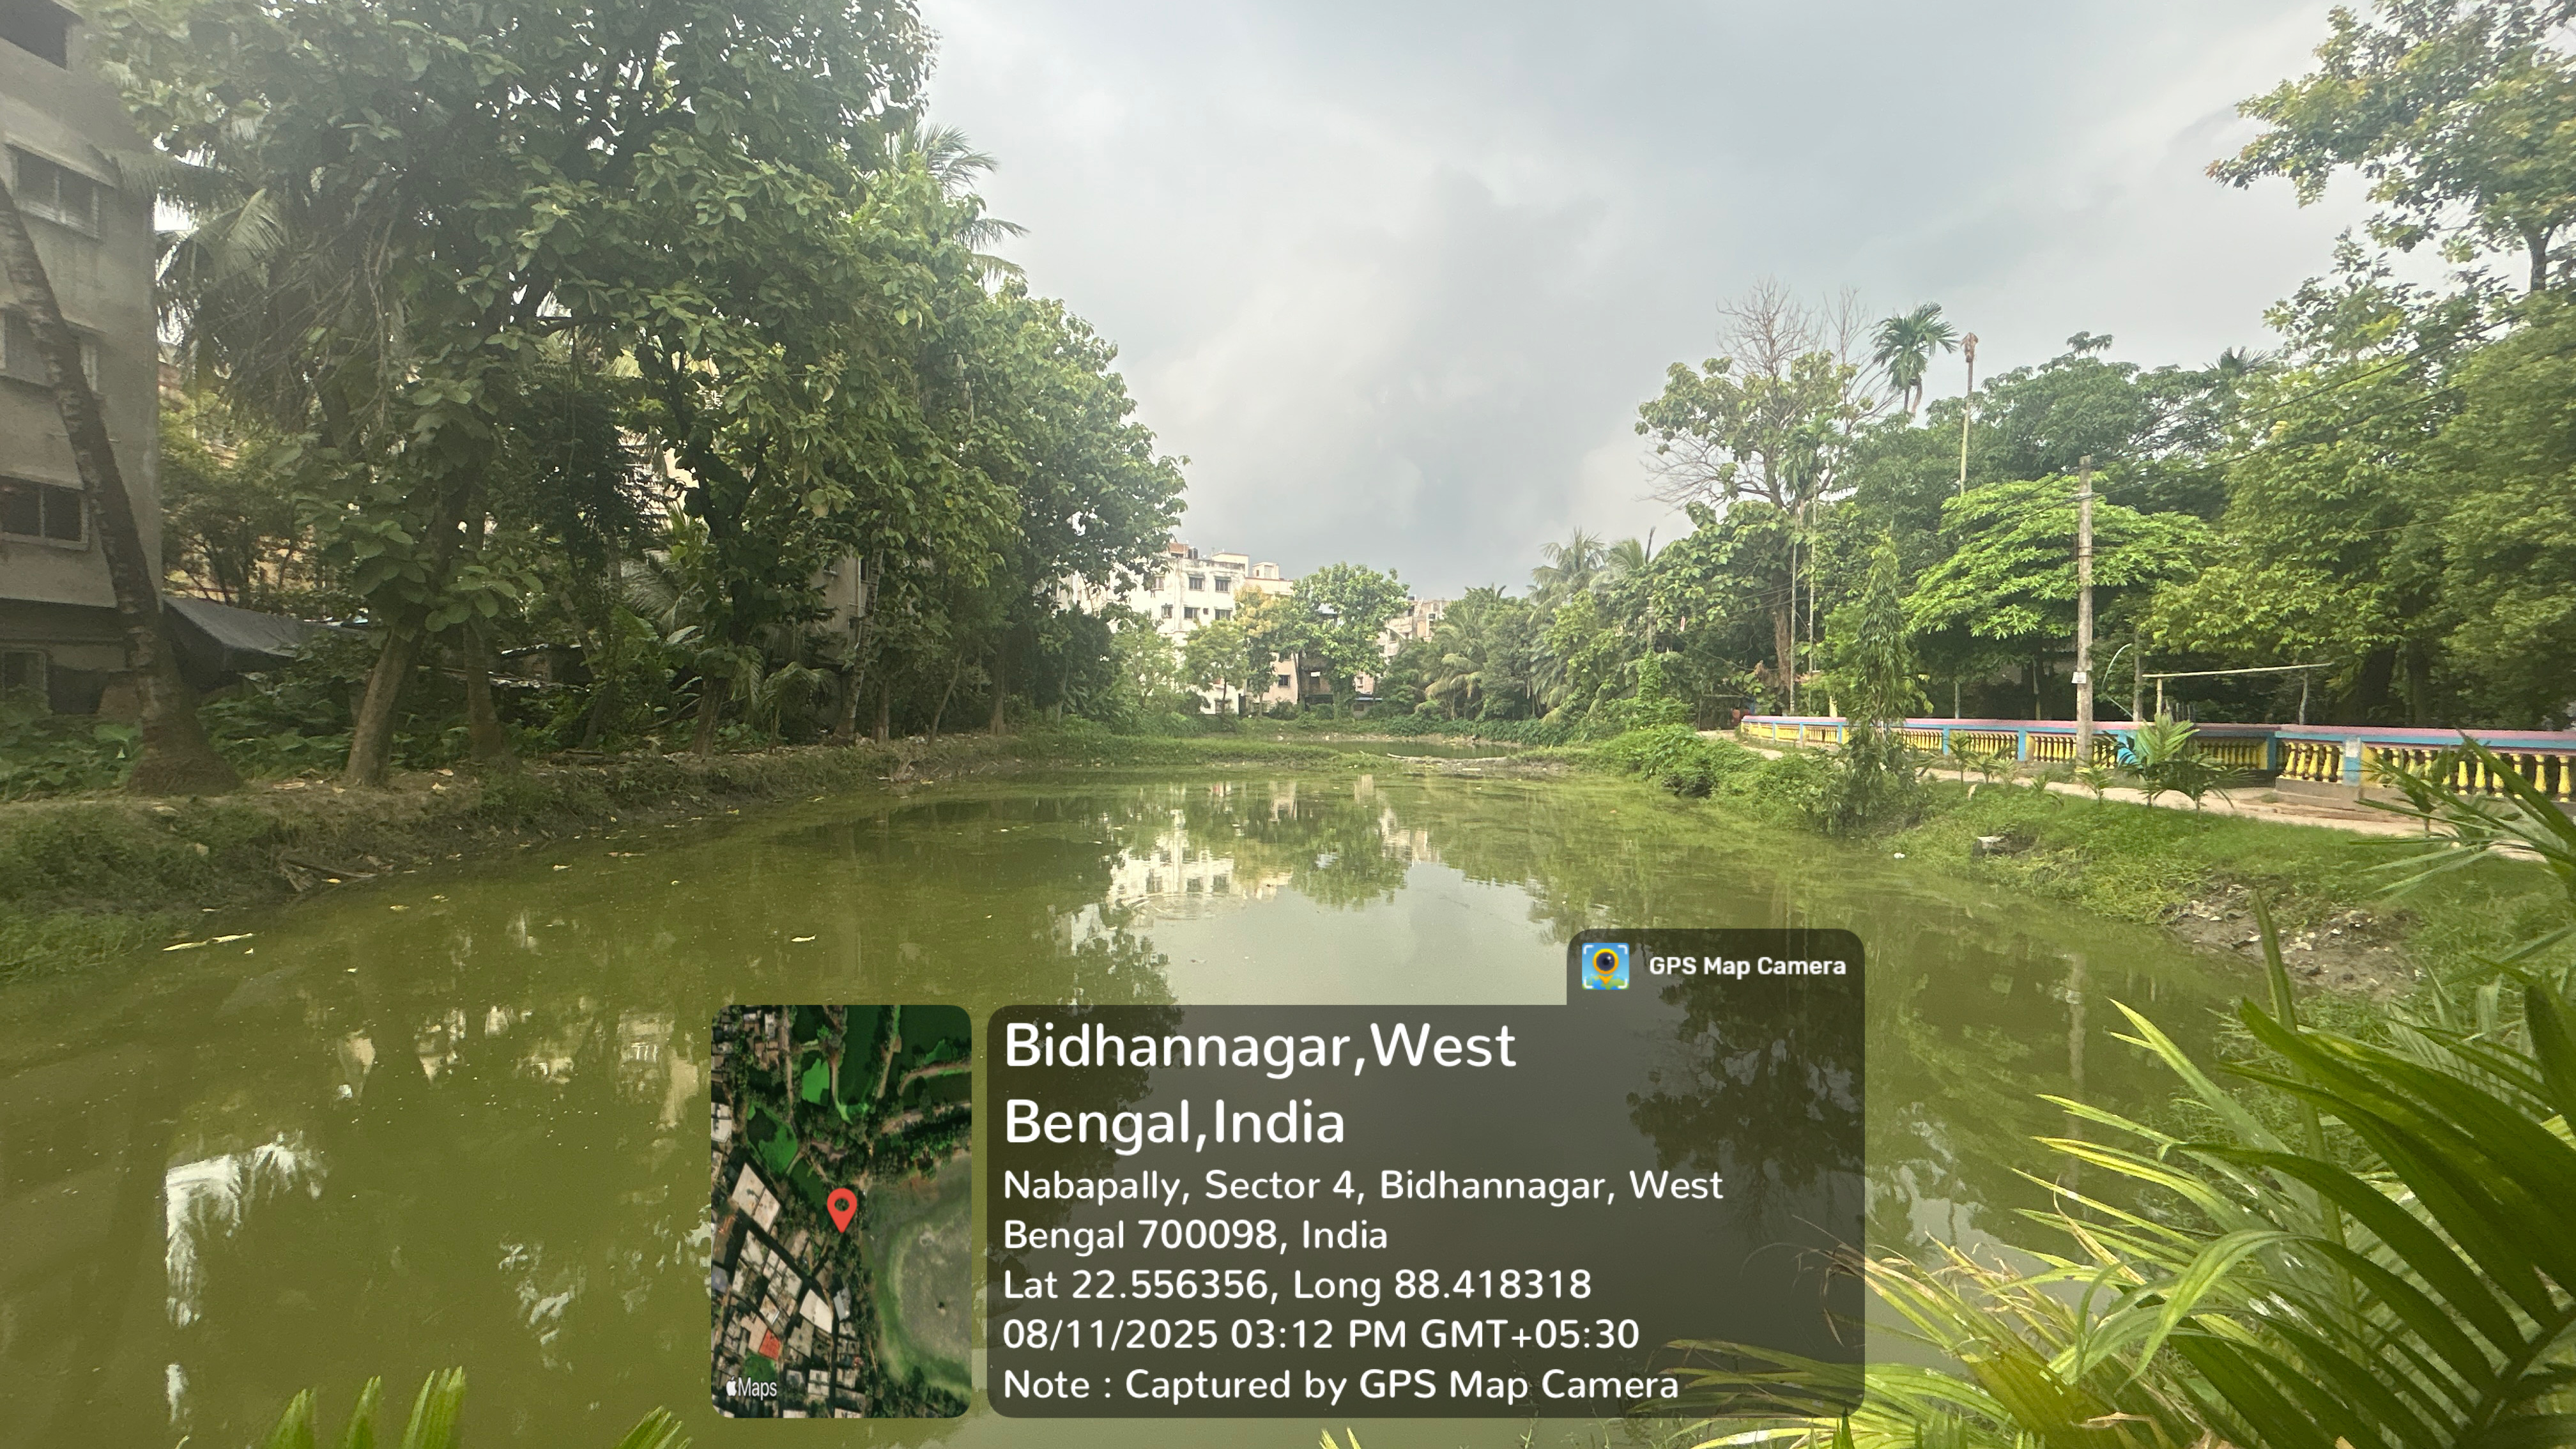 GPS Map Camera
Bidhannagar,West
Bengal,India
Nabapally, Sector 4, Bidhannagar, West
Bengal 700098, India
Lat 22.556356, Long 88.418318
08/11/2025 03:12 PM GMT+05:30
Note : Captured by GPS Map Camera
Maps